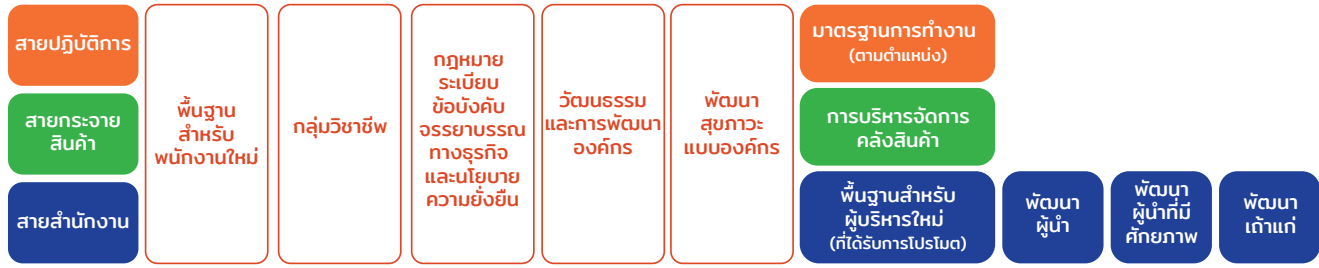 สายปฏิบัติการ
สายกระจาย
สินค้า
สายสำนักงาน
พื้นฐาน
สำหรับ
พนักงานใหม่
กลุ่มวิชาชีพ
กฎหมาย
ระเบียบ
ข้อบังคับ
จรรยาบรรณ
ทางธุรกิจ
และนโยบาย
ความยั่งยืน
วัฒนธรรม
และการพัฒนา
องค์กร
พัฒนา
สุขภาวะ
แบบองค์กร
มาตรฐานการทำงาน
(ตามตำแหน่ง)
การบริหารจัดการ
คลังสินค้า
พื้นฐานสำหรับ
ผู้บริหารใหม่
(ที่ได้รับการโปรโมต)
พัฒนา
ผู้นำ
พัฒนา
ผู้นำที่มี
ศักยภาพ
พัฒนา
เถ้าแก่